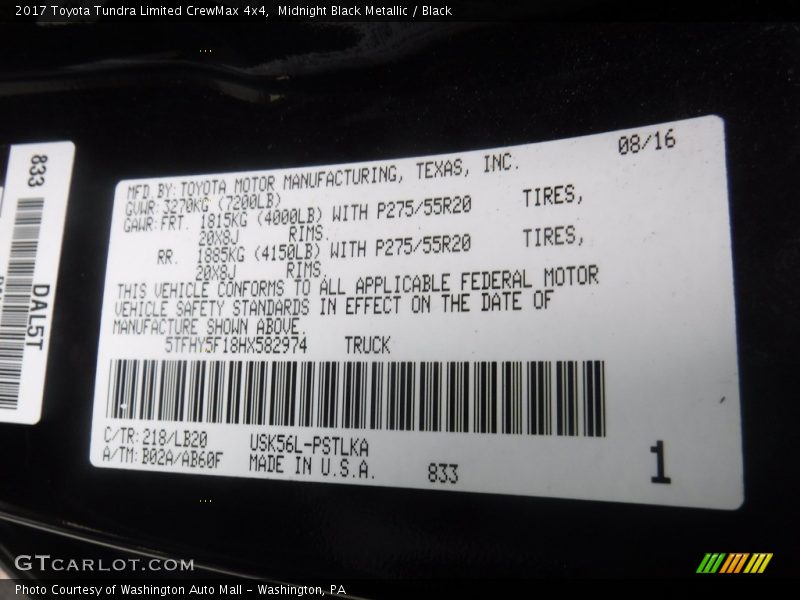 2017 Toyota Tundra Limited CrewMax 4x4,  Midnight Black Metallic / Black
833
DAL5T
08/16
MFD. BY: TOYOTA MOTOR MANUFACTURING, TEXAS, INC.
GVWR: 3270KG (7200LB)
GAWR: FRT. 1815KG (4000LB) WITH P275/55R20 TIRES,
20X8J RIMS,
RR. 1885KG (4150LB) WITH P275/55R20 TIRES,
20X8J RIMS.
THIS VEHICLE CONFORMS TO ALL APPLICABLE FEDERAL MOTOR
VEHICLE SAFETY STANDARDS IN EFFECT ON THE DATE OF
MANUFACTURE SHOWN ABOVE.
5TFHY5F18HX582974 TRUCK
C/TR: 218/LB20 USK56L-PSTLKA
A/TM: B02A/AB60F MADE IN U.S.A. 833
1
GTCARLOT.COM
Photo Courtesy of Washington Auto Mall - Washington, PA